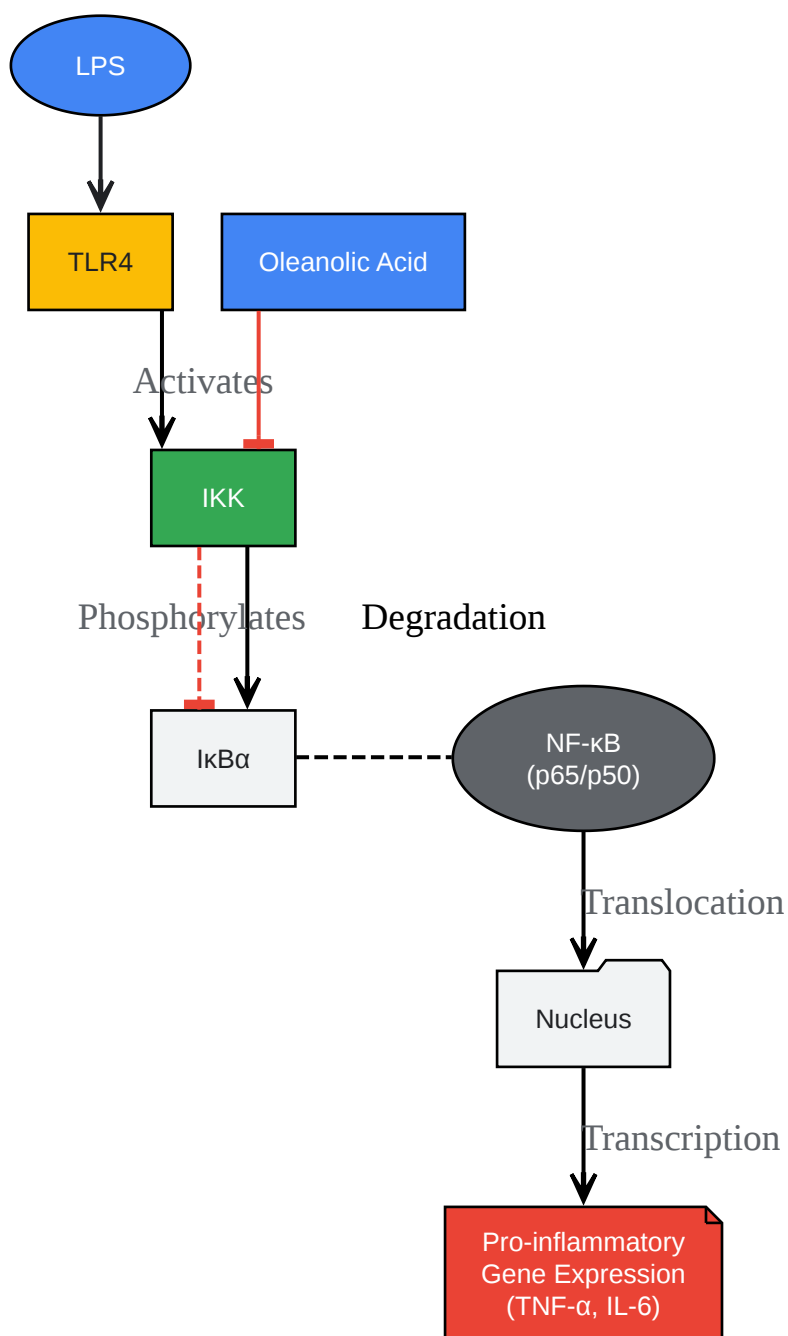 LPS
TLR4
Oleanolic Acid
Activates
IKK
Phosphorylates
Degradation
IκBα
NF-κB
(p65/p50)
Translocation
Nucleus
Transcription
Pro-inflammatory
Gene Expression
(TNF-α, IL-6)